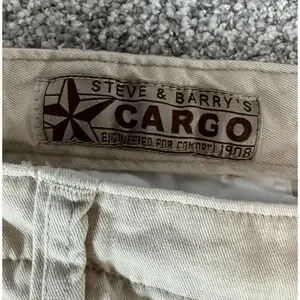 STEVE & BARRY'S
CARGO
ENGINEERED FOR COMFORT 1908